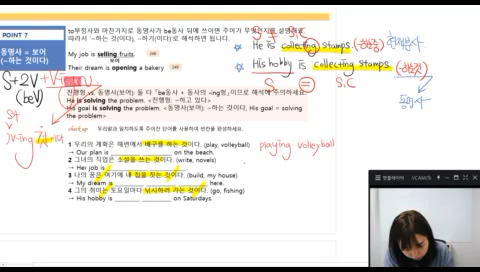 POINT 7
동명사 = 보어
(~하는 것이다)
to부정사와 마찬가지로 동명사가 be동사 뒤에 쓰이면 주어가 무엇인지를 설명해
따라서 '~하는 것(이다), ~하기(이다)'로 해석하면 됩니다.
My job is selling fruits.
보어
Their dream is opening a bakery
S S.C
He is collecting stamps. (하는중) 현재분사
His hobby is collecting stamps. (하는것)
S = S.C
동명사
S+2V+V-ing
(beV)
진행형 vs. 동명사(보어): 둘 다 「be동사 + 동사의 -ing형」이므로 해석에 주의하세요.
He is solving the problem. <진행형: ~하고 있다>
His goal is solving the problem. <동명사(보어): ~하는 것이다, His goal = solving
the problem>
check up 우리말과 일치하도록 주어진 단어를 사용하여 빈칸을 완성하세요.
1 우리의 계획은 해변에서 배구를 하는 것이다. (play, volleyball) playing volleyball
→ Our plan is on the beach.
2 그녀의 직업은 소설을 쓰는 것이다. (write, novels)
→ Her job is
3 나의 꿈은 여기에 내 집을 짓는 것이다. (build, my house)
→ My dream is here.
4 그의 취미는 토요일마다 낚시하러 가는 것이다. (go, fishing)
→ His hobby is on Saturdays.